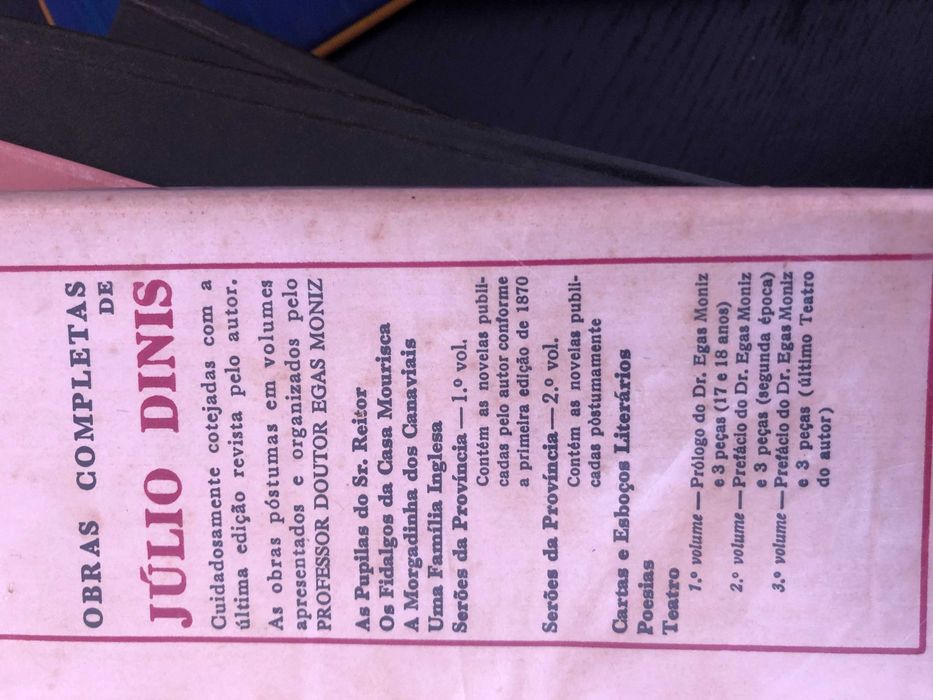 OBRAS COMPLETAS
DE
JÚLIO DINIS
Cuidadosamente cotejadas com a
última edição revista pelo autor.
As obras póstumas em volumes
apresentados e organizados pelo
PROFESSOR DOUTOR EGAS MONIZ
As Pupilas do Sr. Reitor
Os Fidalgos da Casa Mourisca
A Morgadinha dos Canaviais
Uma Família Inglesa
Serões da Província — 1.º vol.
Contém as novelas publi-
cadas pelo autor conforme
a primeira edição de 1870
Serões da Província — 2.º vol.
Contém as novelas publi-
cadas pòstumamente
Cartas e Esboços Literários
Poesias
Teatro
1.º volume — Prólogo do Dr. Egas Moniz
e 3 peças (17 e 18 anos)
2.º volume — Prefácio do Dr. Egas Moniz
e 3 peças (segunda época)
3.º volume — Prefácio do Dr. Egas Moniz
e 3 peças (último Teatro
do autor)